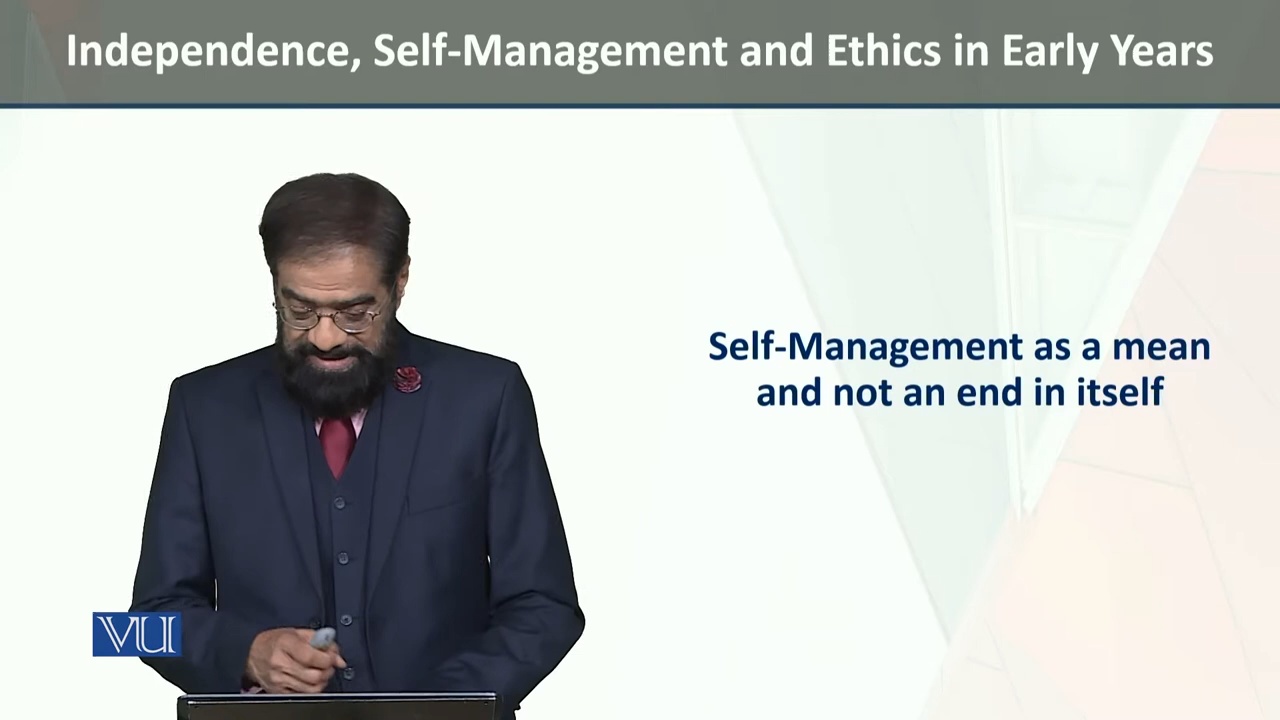 Independence, Self-Management and Ethics in Early Years
Self-Management as a mean
and not an end in itself
VU